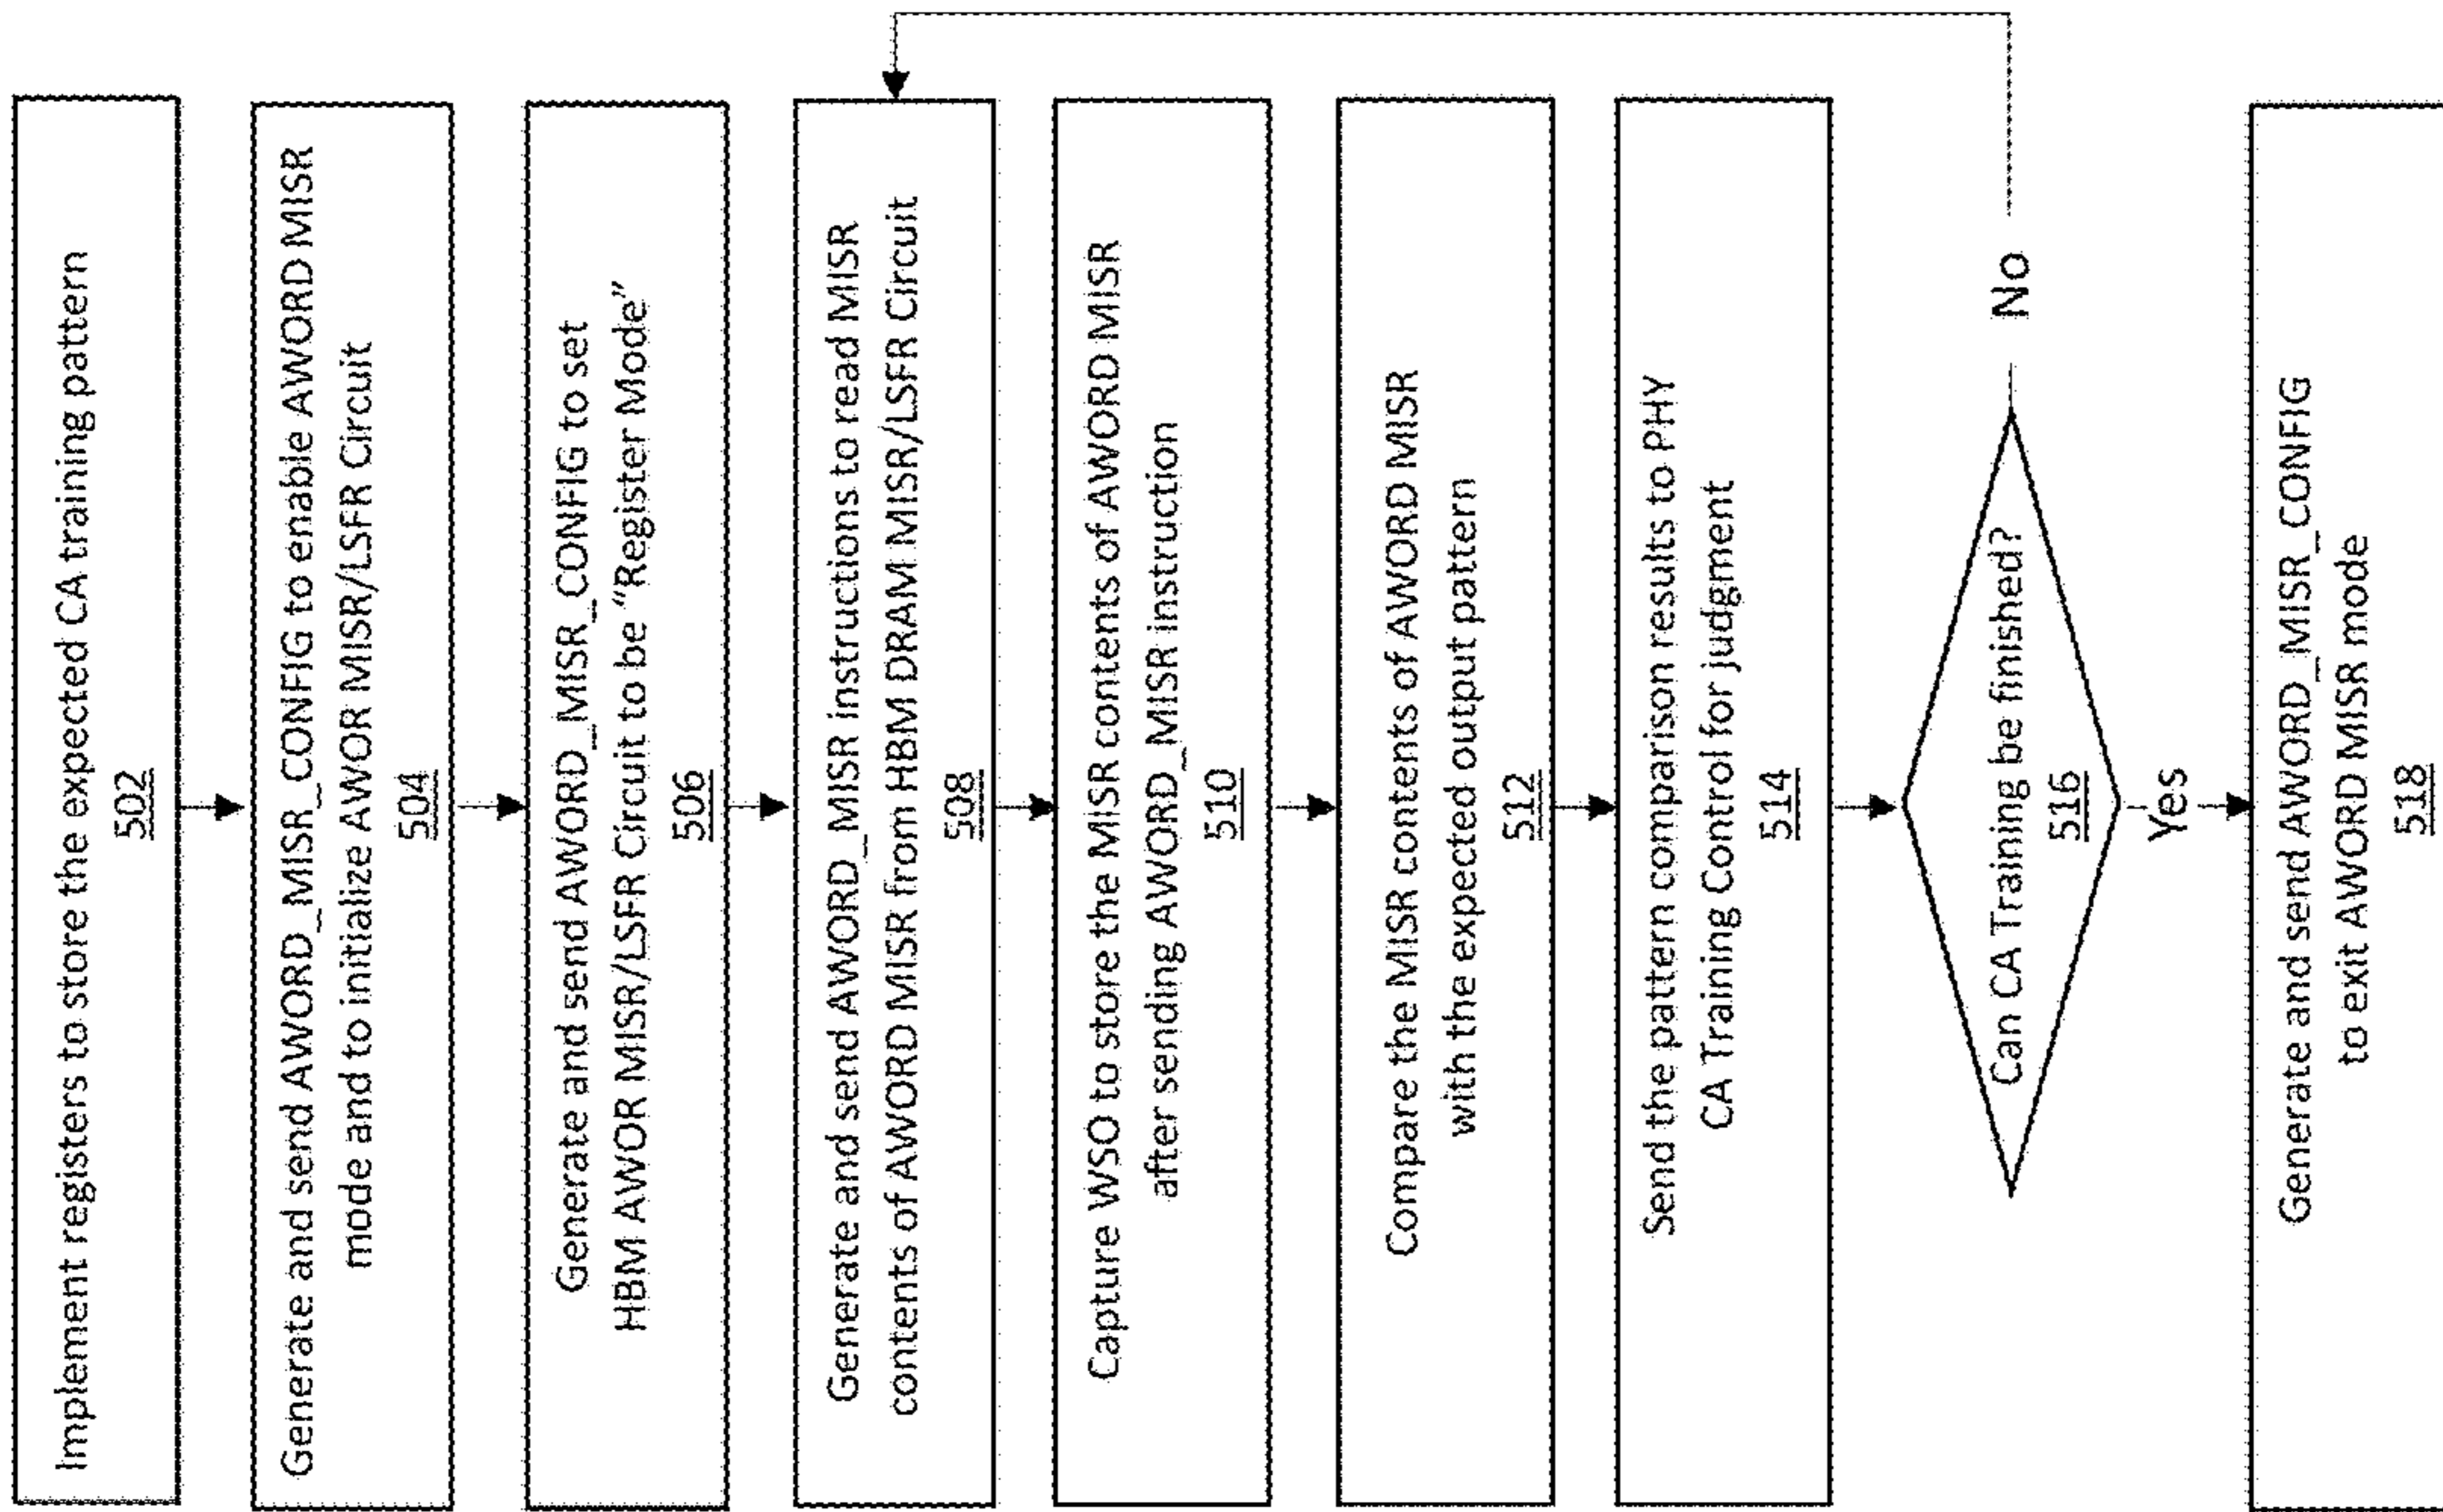 Implement registers to store the expected CA training pattern
502
Generate and send AWORD_MISR_CONFIG to enable AWORD MISR
mode and to initialize AWOR MISR/LSFR Circuit
504
Generate and send AWORD_MISR_CONFIG to set
HBM AWOR MISR/LSFR Circuit to be “Register Mode”
506
Generate and send AWORD_MISR instructions to read MISR
contents of AWORD MISR from HBM DRAM MISR/LSFR Circuit
508
Capture WSO to store the MISR contents of AWORD MISR
after sending AWORD_MISR instruction
510
Compare the MISR contents of AWORD MISR
with the expected output pattern
512
Send the pattern comparison results to PHY
CA Training Control for judgment
514
Can CA Training be finished?
516
No
Yes
Generate and send AWORD_MISR_CONFIG
to exit AWORD MISR mode
518